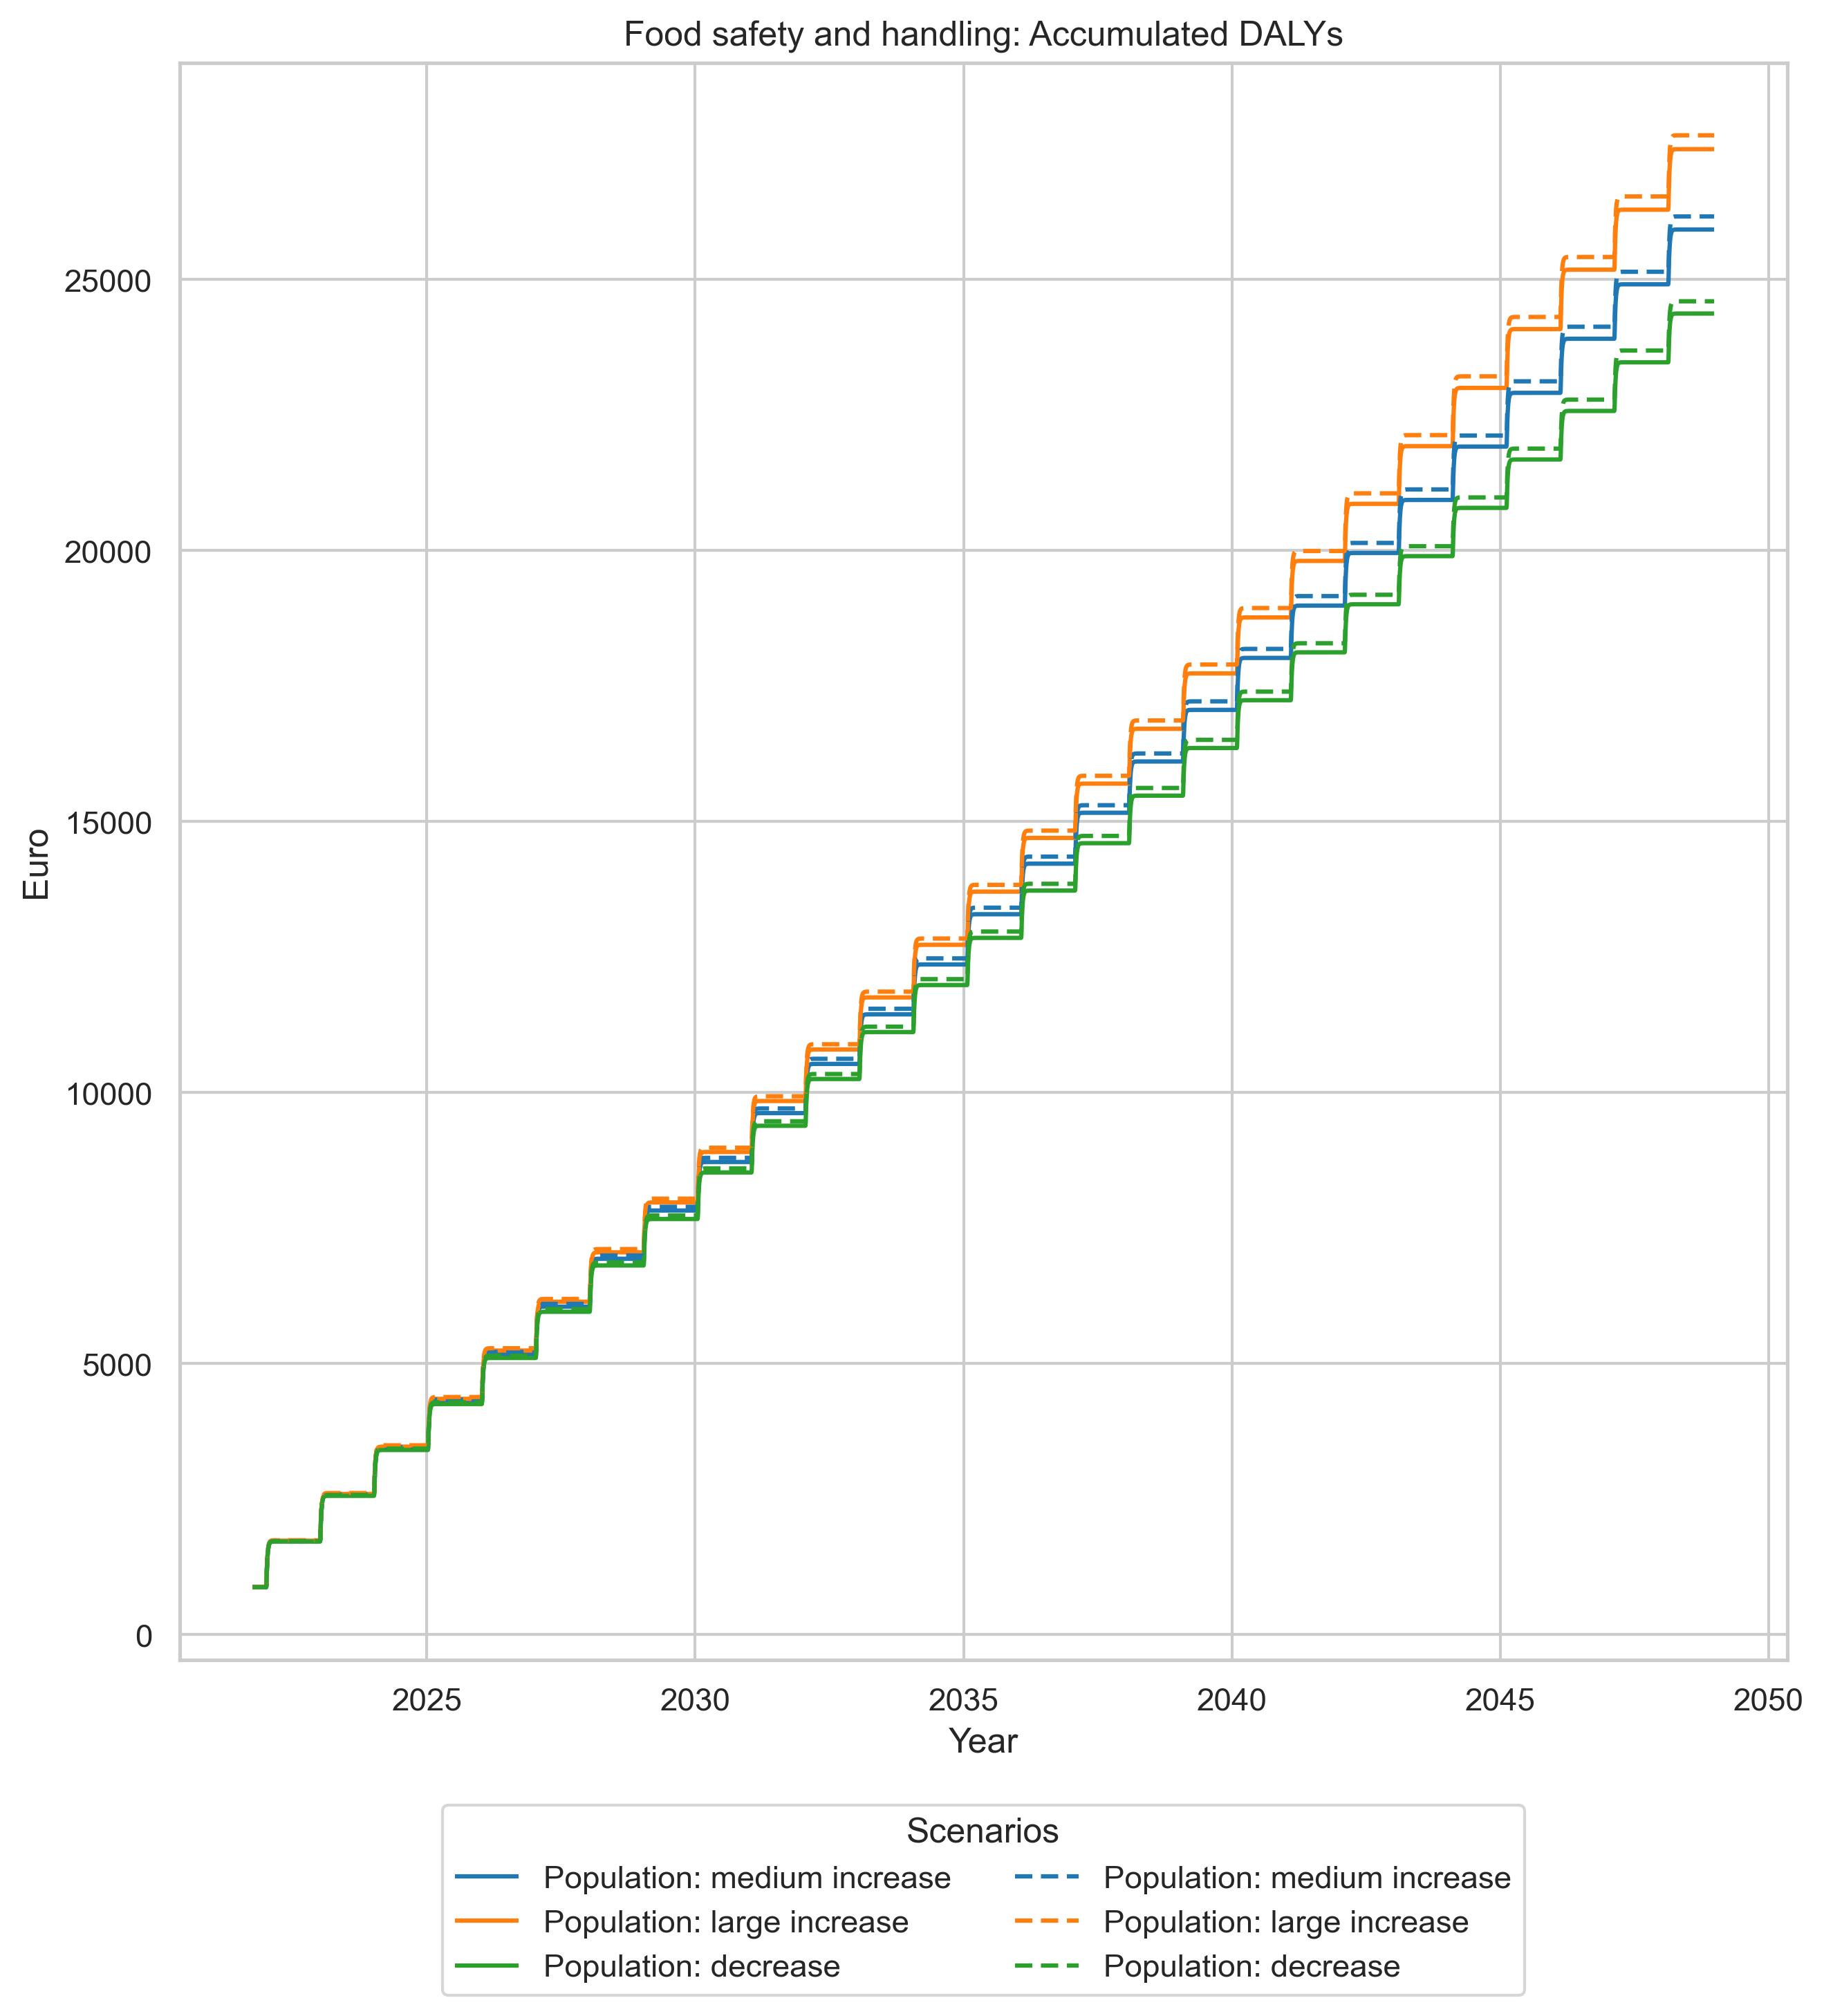 Food safety and handling: Accumulated DALYs
Euro
25000
20000
15000
10000
5000
0
2025
2030
2035
2040
2045
2050
Year
Scenarios
Population: medium increase
Population: large increase
Population: decrease
Population: medium increase
Population: large increase
Population: decrease